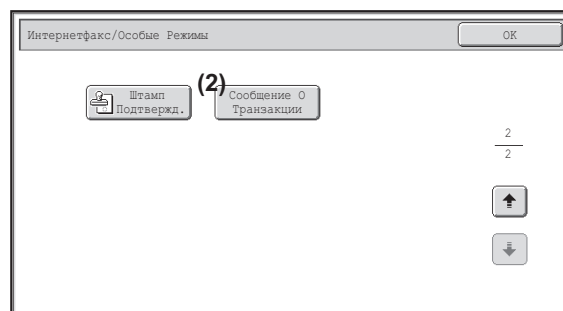 Интернетфакс/Особые Режимы
OK
Штамп
Подтвержд.
(2)
Сообщение О
Транзакции
2
2